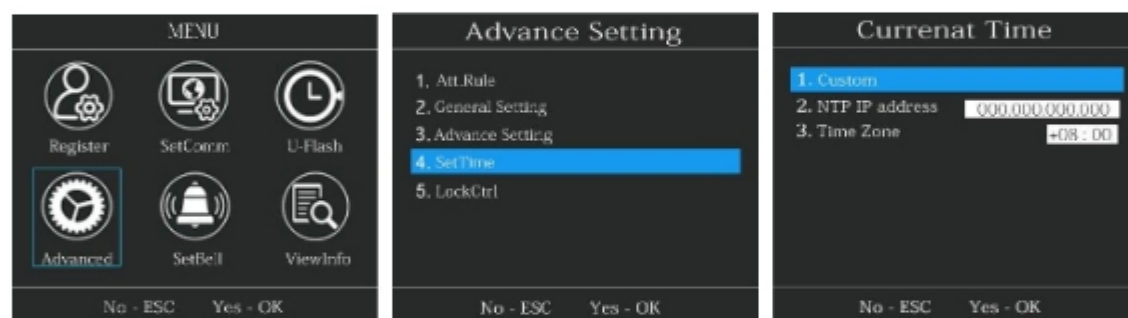 MENU
Register SetComm U-Flash
Advanced SetBell ViewInfo
No - ESC Yes - OK
Advance Setting
1. Att.Rule
2. General Setting
3. Advance Setting
4. SetTime
5. LockCtrl
No - ESC Yes - OK
Currenat Time
1. Custom
2. NTP IP address 000.000.000.000
3. Time Zone +08 : 00
No - ESC Yes - OK